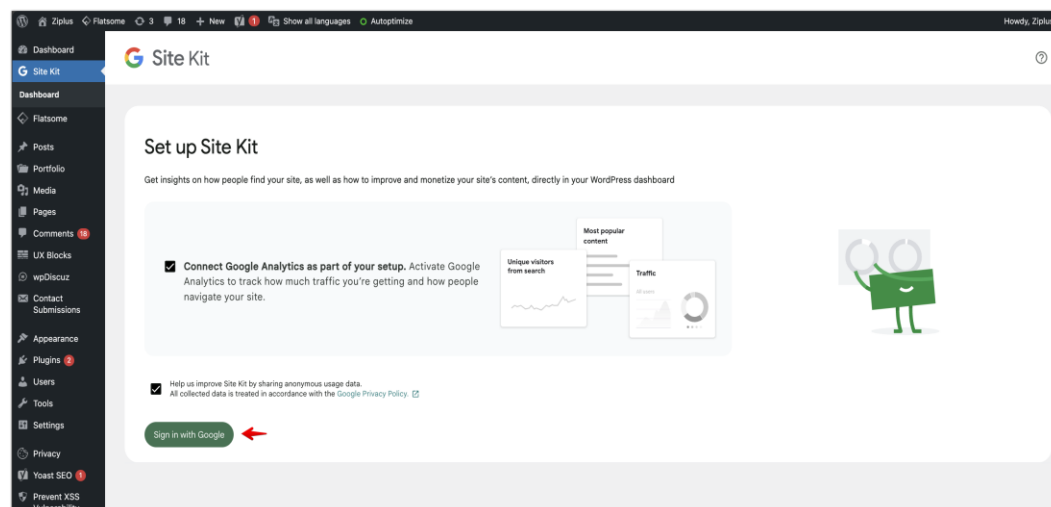 Ziplus Flatsome 3 18 + New 1 Show all languages Autoptimize Howdy, Ziplus
Dashboard
Site Kit
Dashboard
Flatsome
Posts
Portfolio
Media
Pages
Comments 18
UX Blocks
wpDiscuz
Contact
Submissions
Appearance
Plugins 2
Users
Tools
Settings
Privacy
Yoast SEO 1
Prevent XSS
Vulnerability
G Site Kit
Set up Site Kit
Get insights on how people find your site, as well as how to improve and monetize your site's content, directly in your WordPress dashboard
Connect Google Analytics as part of your setup. Activate Google
Analytics to track how much traffic you're getting and how people
navigate your site.
Unique visitors
from search
Most popular
content
Traffic
All users
Help us improve Site Kit by sharing anonymous usage data.
All collected data is treated in accordance with the Google Privacy Policy.
Sign in with Google